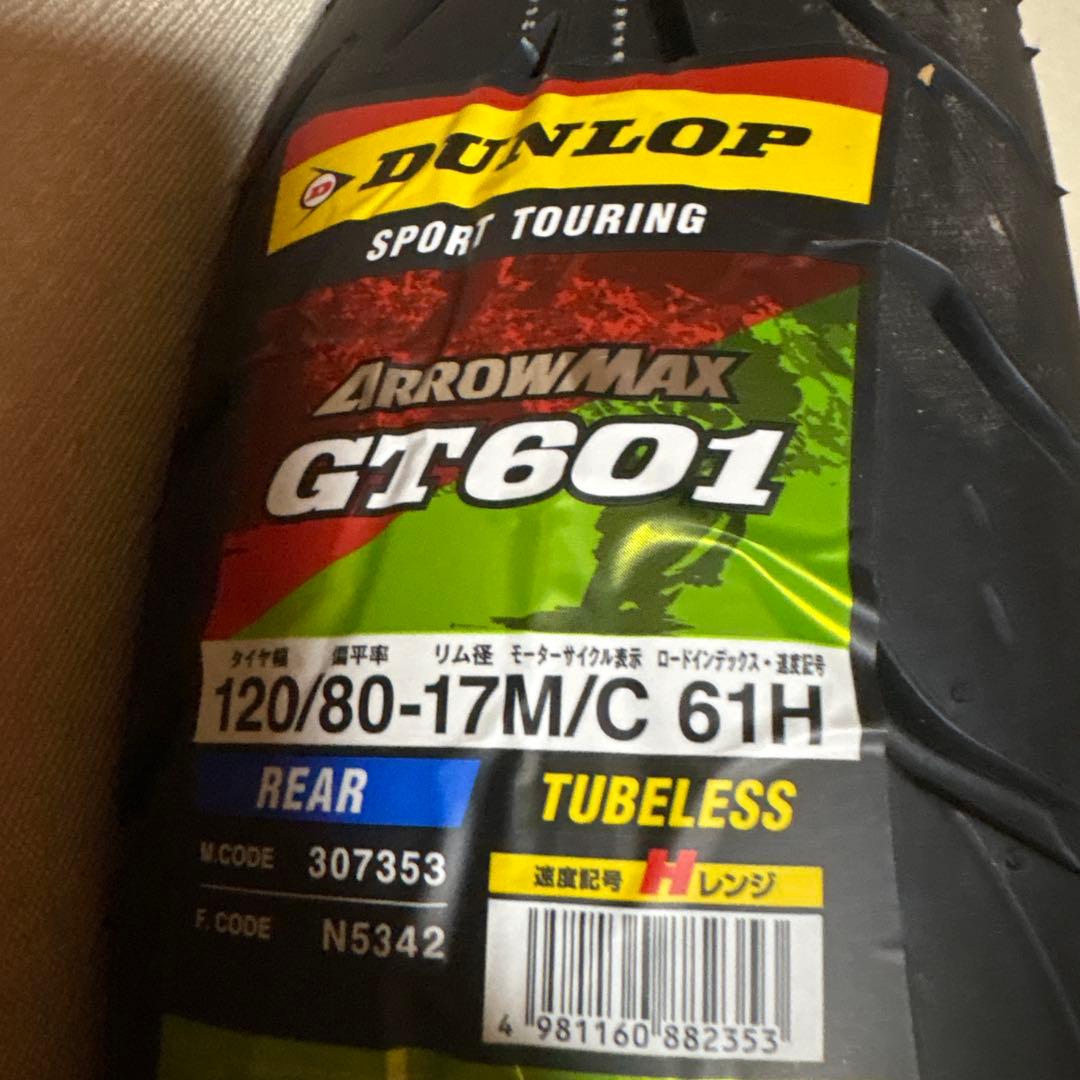 DUNLOP
SPORT TOURING
ARROWMAX
GT601
タイヤ幅 偏平率 リム径 モーターサイクル表示 ロードインデックス・速度記号
120/80-17M/C 61H
REAR TUBELESS
M.CODE 307353
F. CODE N5342
速度記号 Hレンジ
4 981160 882353